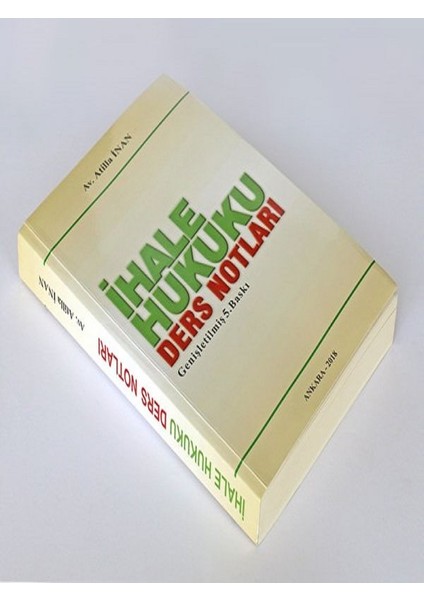 Av. Atilla İNAN
İHALE
HUKUKU
DERS NOTLARI
Genişletilmiş 5. Baskı
ANKARA - 2018
Av. Atilla İNAN
İHALE HUKUKU DERS NOTLARI